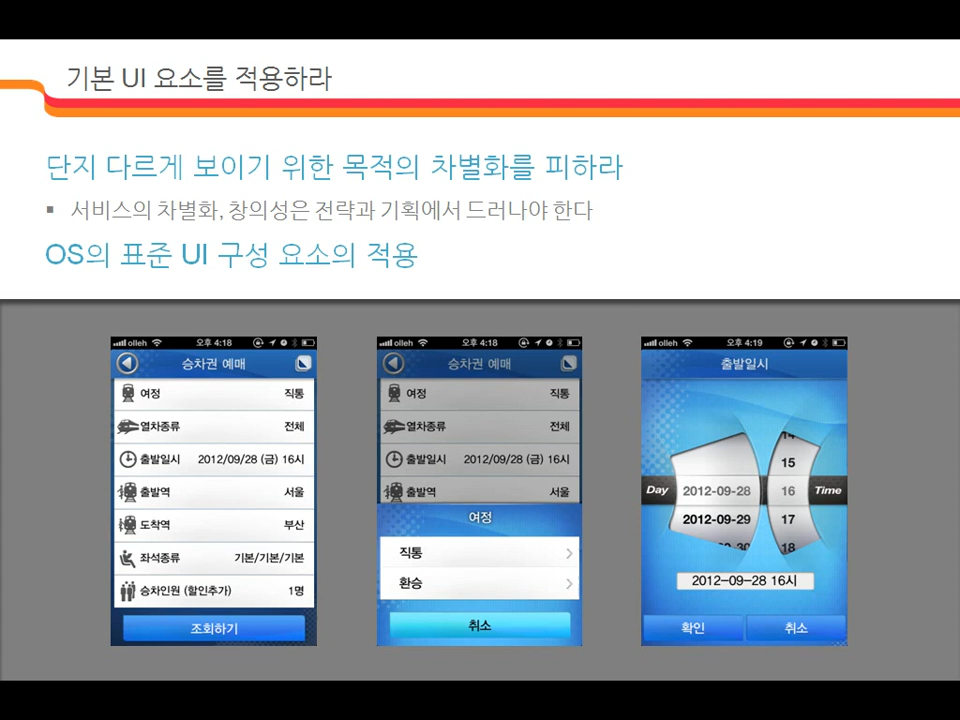 기본 UI 요소를 적용하라
단지 다르게 보이기 위한 목적의 차별화를 피하라
▪ 서비스의 차별화, 창의성은 전략과 기획에서 드러나야 한다
OS의 표준 UI 구성 요소의 적용
olleh 오후 4:18
승차권 예매
여정 직통
열차종류 전체
출발일시 2012/09/28 (금) 16시
출발역 서울
도착역 부산
좌석종류 기본/기본/기본
승차인원 (할인추가) 1명
조회하기
olleh 오후 4:18
승차권 예매
여정 직통
열차종류 전체
출발일시 2012/09/28 (금) 16시
출발역 서울
여정
직통
환승
취소
olleh 오후 4:19
출발일시
14
15
Day 2012-09-28 16 Time
2012-09-29 17
18
2012-09-28 16시
확인 취소